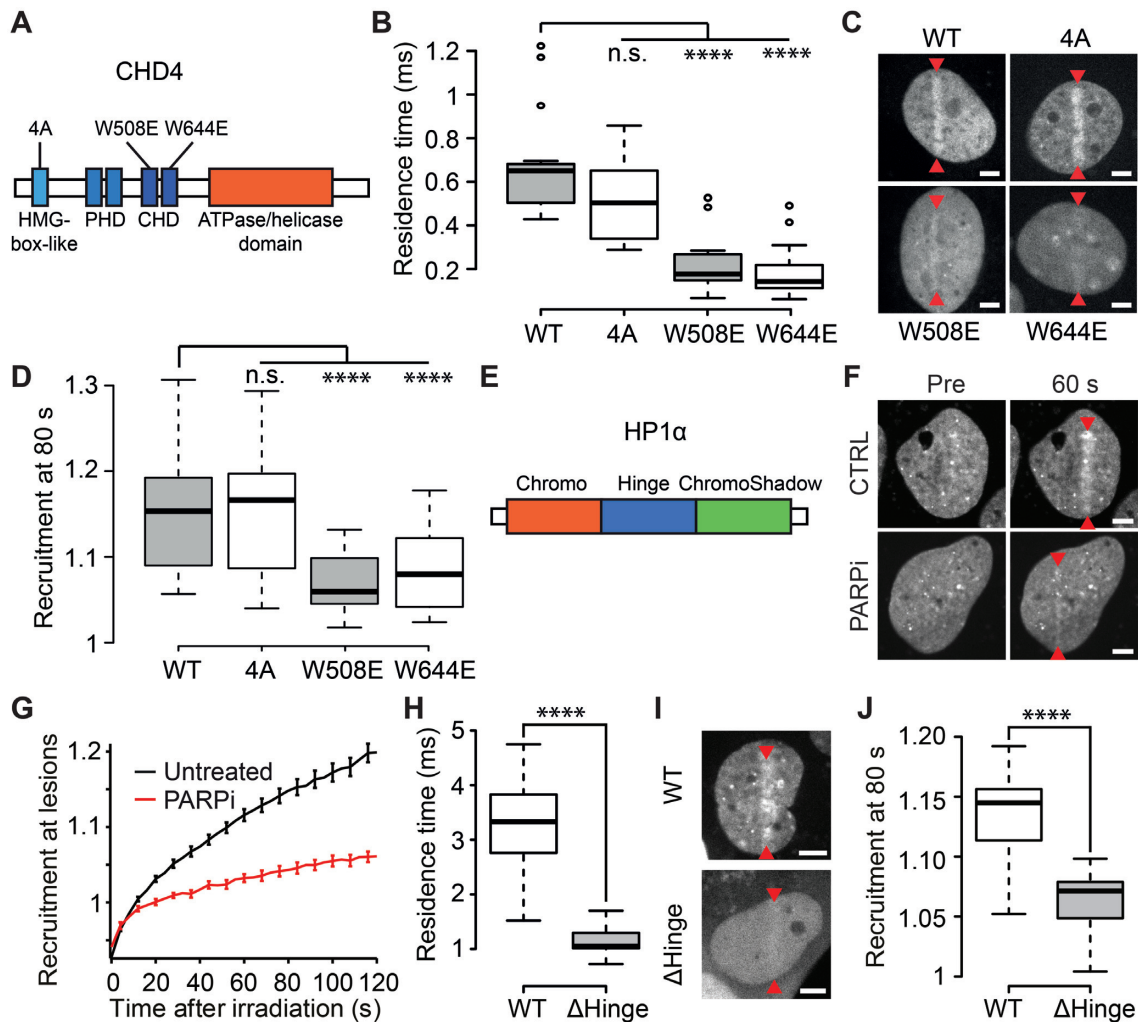 A
CHD4
4A
W508E
W644E
HMG-
box-like
PHD
CHD
ATPase/helicase
domain
B
n.s.
****
****
Residence time (ms)
1.2
1
0.8
0.6
0.4
0.2
WT
4A
W508E
W644E
C
WT
4A
W508E
W644E
D
n.s.
****
****
Recruitment at 80 s
1.3
1.2
1.1
1
WT
4A
W508E
W644E
E
HP1α
Chromo
Hinge
ChromoShadow
F
Pre
60 s
CTRL
PARPi
G
Recruitment at lesions
1.2
1.1
1
Untreated
PARPi
0
20
40
60
80
100
120
Time after irradiation (s)
H
****
Residence time (ms)
5
4
3
2
1
WT
ΔHinge
I
WT
ΔHinge
J
****
Recruitment at 80 s
1.20
1.15
1.10
1.05
1
WT
ΔHinge